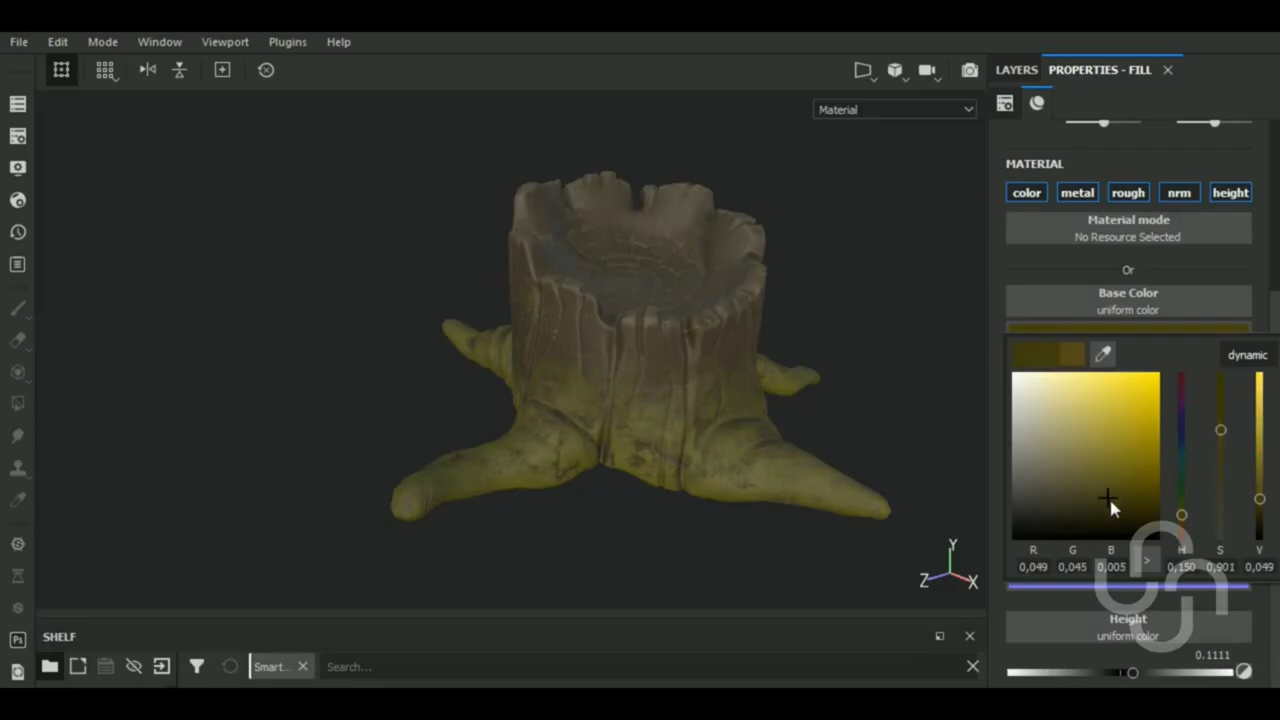 File Edit Mode Window Viewport Plugins Help
LAYERS PROPERTIES - FILL
Material
MATERIAL
color metal rough nrm height
Material mode
No Resource Selected
Or
Base Color
uniform color
dynamic
R G B H S V
0,049 0,045 0,005 > 0,150 0,901 0,049
Y
Z X
Height
uniform color
0.1111
SHELF
Ps
Smart... Search...